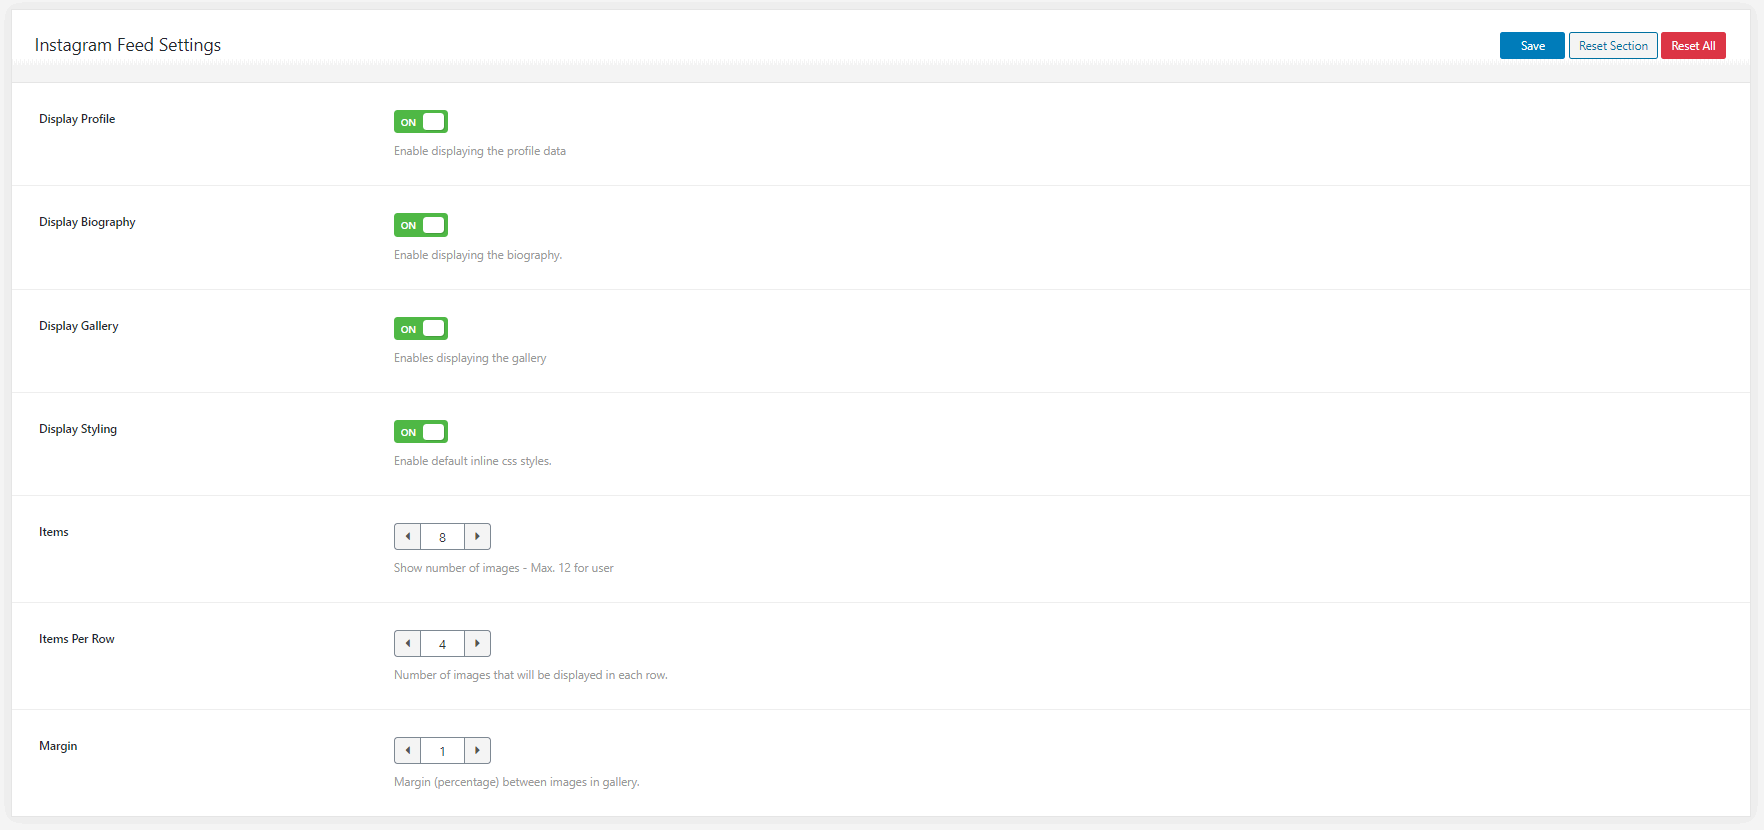 Instagram Feed Settings
Save
Reset Section
Reset All
Display Profile
ON
Enable displaying the profile data
Display Biography
ON
Enable displaying the biography.
Display Gallery
ON
Enables displaying the gallery
Display Styling
ON
Enable default inline css styles.
Items
8
Show number of images - Max. 12 for user
Items Per Row
4
Number of images that will be displayed in each row.
Margin
1
Margin (percentage) between images in gallery.